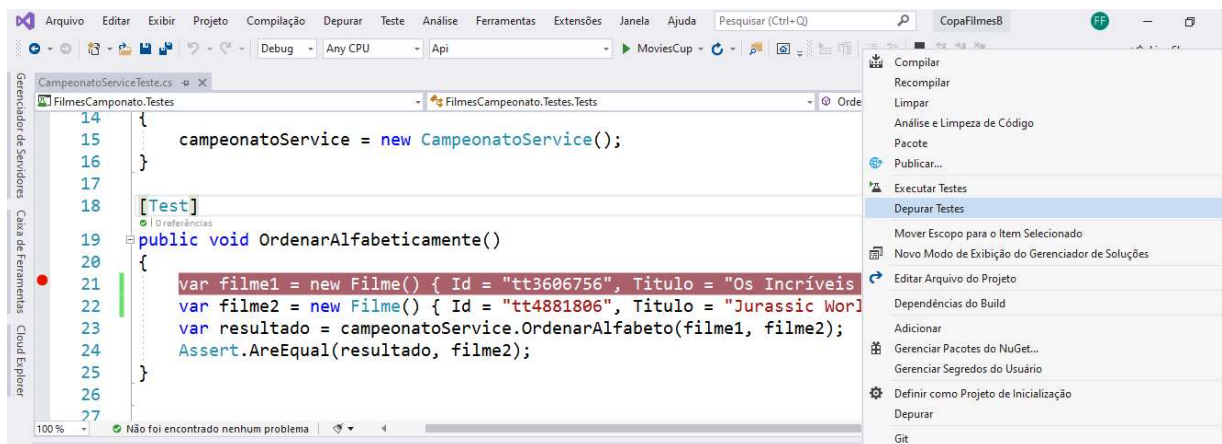 Arquivo Editar Exibir Projeto Compilação Depurar Teste Análise Ferramentas Extensões Janela Ajuda Pesquisar (Ctrl+Q) CopaFilmesB FF
Debug Any CPU Api MoviesCup
CampeonatoServiceTeste.cs
FilmesCamponato.Testes FilmesCampeonato.Testes.Tests Orde
14 {
15 campeonatoService = new CampeonatoService();
16 }
17
18 [Test]
0 referências
19 public void OrdenarAlfabeticamente()
20 {
21 var filme1 = new Filme() { Id = "tt3606756", Titulo = "Os Incríveis
22 var filme2 = new Filme() { Id = "tt4881806", Titulo = "Jurassic Worl
23 var resultado = campeonatoService.OrdenarAlfabeto(filme1, filme2);
24 Assert.AreEqual(resultado, filme2);
25 }
26
27
100 % Não foi encontrado nenhum problema
Gerenciador de Servidores
Caixa de Ferramentas
Cloud Explorer
Compilar
Recompilar
Limpar
Análise e Limpeza de Código
Pacote
Publicar...
Executar Testes
Depurar Testes
Mover Escopo para o Item Selecionado
Novo Modo de Exibição do Gerenciador de Soluções
Editar Arquivo do Projeto
Dependências do Build
Adicionar
Gerenciar Pacotes do NuGet...
Gerenciar Segredos do Usuário
Definir como Projeto de Inicialização
Depurar
Git